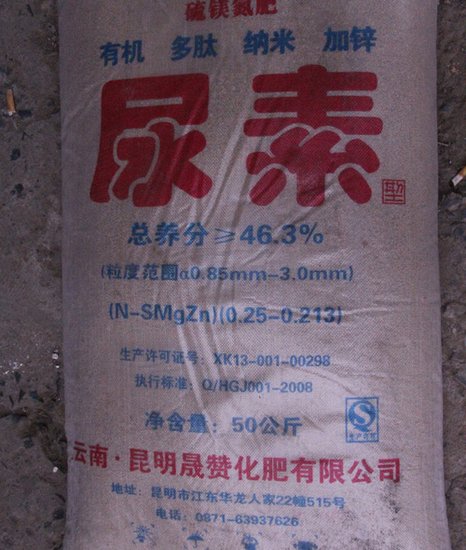 硫镁氮肥
有机 多肽 纳米 加锌
尿素
型
总养分≥46.3%
(粒度范围α0.85mm-3.0mm)
(N-SMgZn)(0.25-0.213)
生产许可证号: XK13-001-00298
执行标准: Q/HGJ001-2008
净含量: 50公斤
云南·昆明晟赞化肥有限公司
地址: 昆明市江东华龙人家22幢515号
电话: 0871-63937626